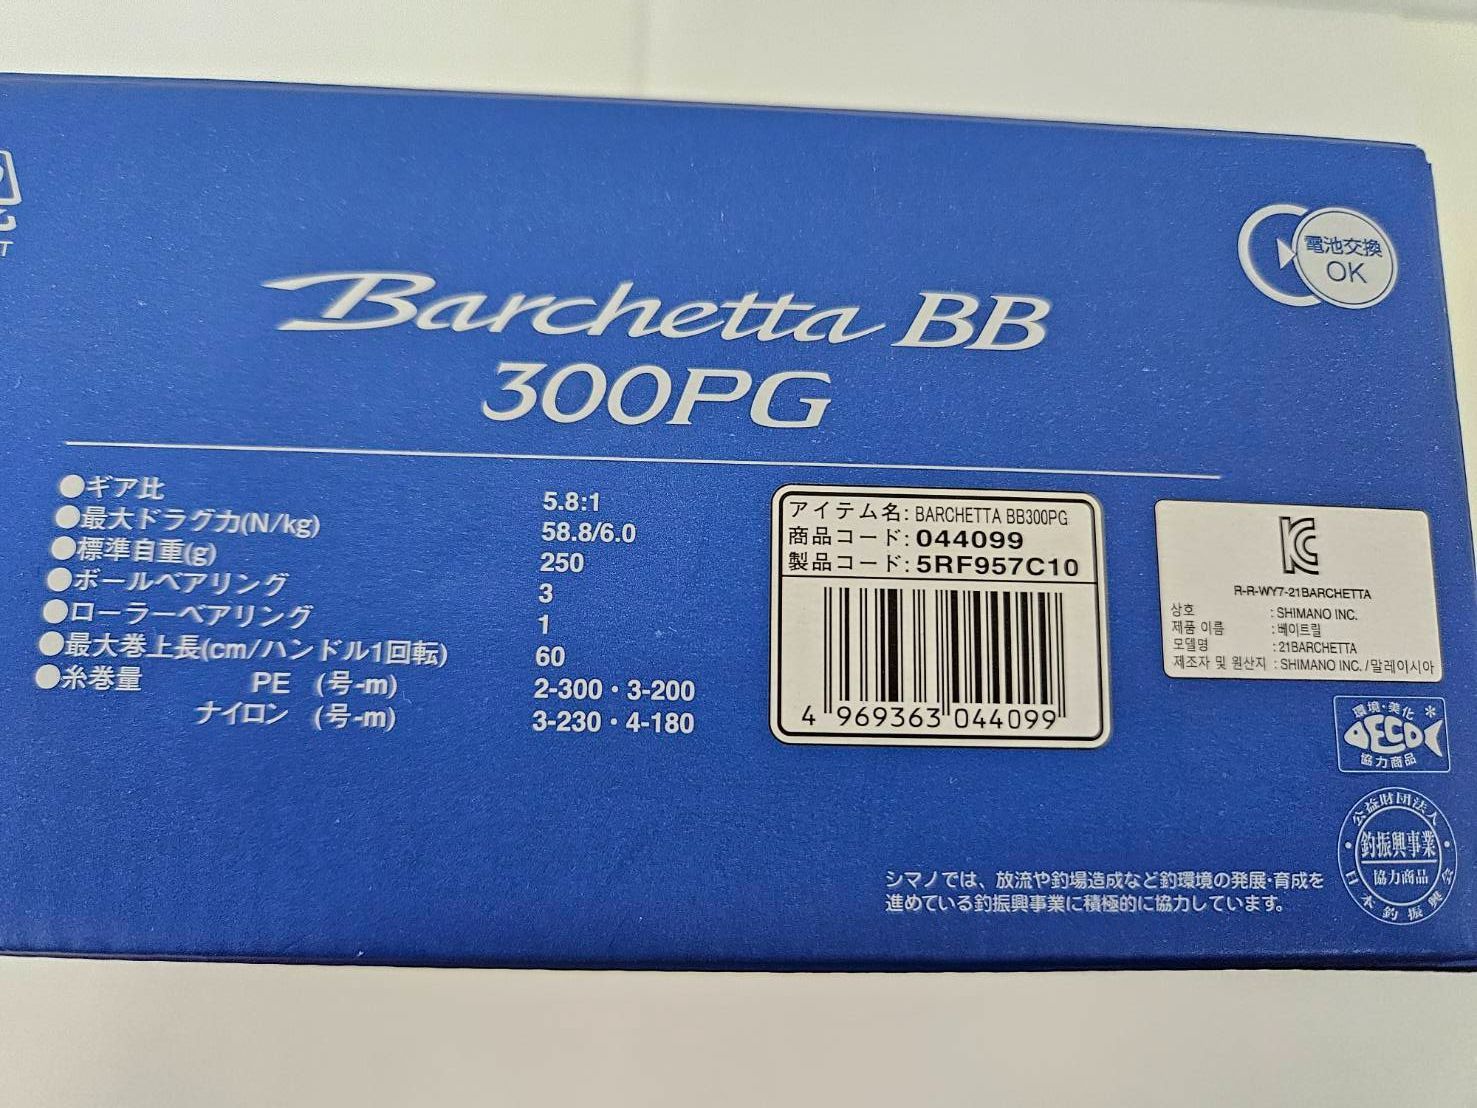 Barchetta BB
300PG
電池交換
OK
●ギア比 5.8:1
●最大ドラグ力(N/kg) 58.8/6.0
●標準自重(g) 250
●ボールベアリング 3
●ローラーベアリング 1
●最大巻上長(cm/ハンドル1回転) 60
●糸巻量 PE (号-m) 2-300・3-200
ナイロン (号-m) 3-230・4-180
アイテム名: BARCHETTA BB300PG
商品コード: 044099
製品コード: 5RF957C10
4 969363 044099
R-R-WY7-21BARCHETTA
상호 : SHIMANO INC.
제품 이름 : 베이트릴
모델명 : 21BARCHETTA
제조자 및 원산지 : SHIMANO INC. / 말레이시아
環境・美化
ECO
協力商品
公益財団法人
釣振興事業
協力商品
日本釣振興会
シマノでは、放流や釣場造成など釣環境の発展・育成を
進めている釣振興事業に積極的に協力しています。